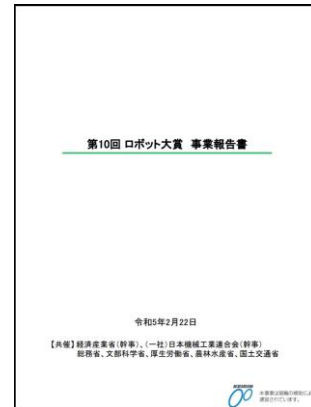 第10回 ロボット大賞 事業報告書
令和5年2月22日
【共催】経済産業省(幹事)、(一社)日本機械工業連合会(幹事)
総務省、文部科学省、厚生労働省、農林水産省、国土交通省